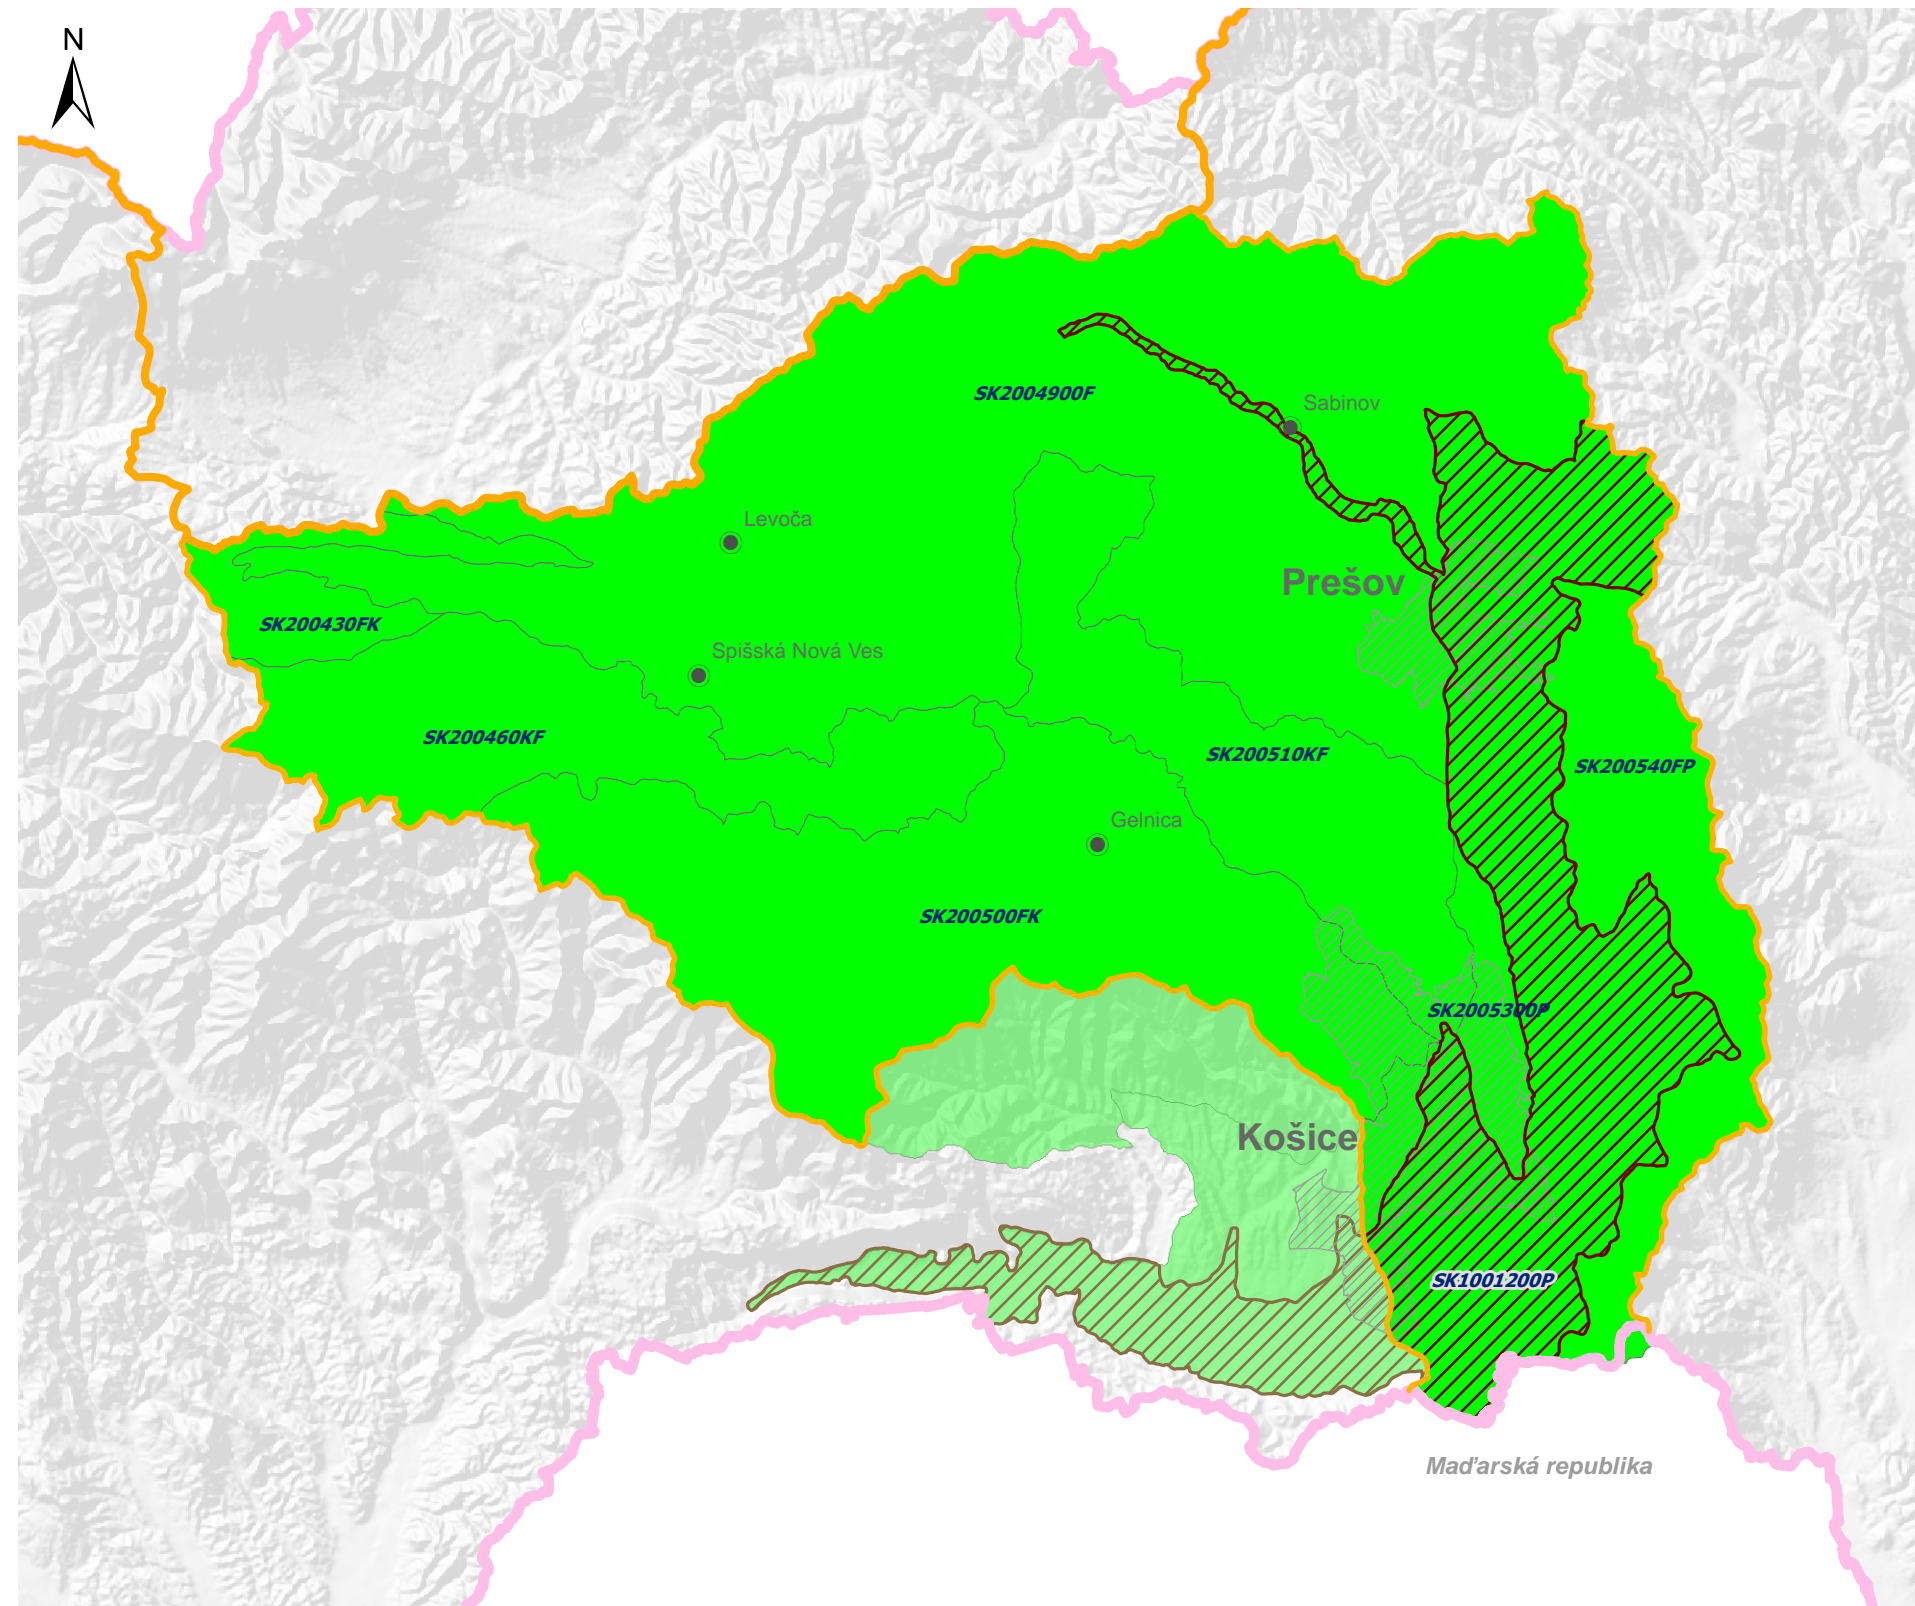 N
SK2004900F
Sabinov
Levoča
Prešov
SK200430FK
Spišská Nová Ves
SK200460KF
SK200510KF
SK200540FP
Gelnica
SK200500FK
SK2005300P
Košice
SK1001200P
Maďarská republika